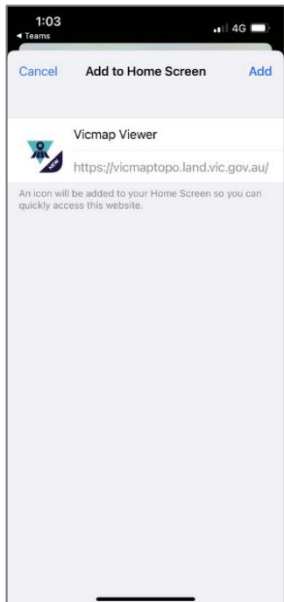 1:03
4G
◄ Teams
Cancel Add to Home Screen Add
Vicmap Viewer
NEW
https://vicmaptopo.land.vic.gov.au/
An icon will be added to your Home Screen so you can
quickly access this website.